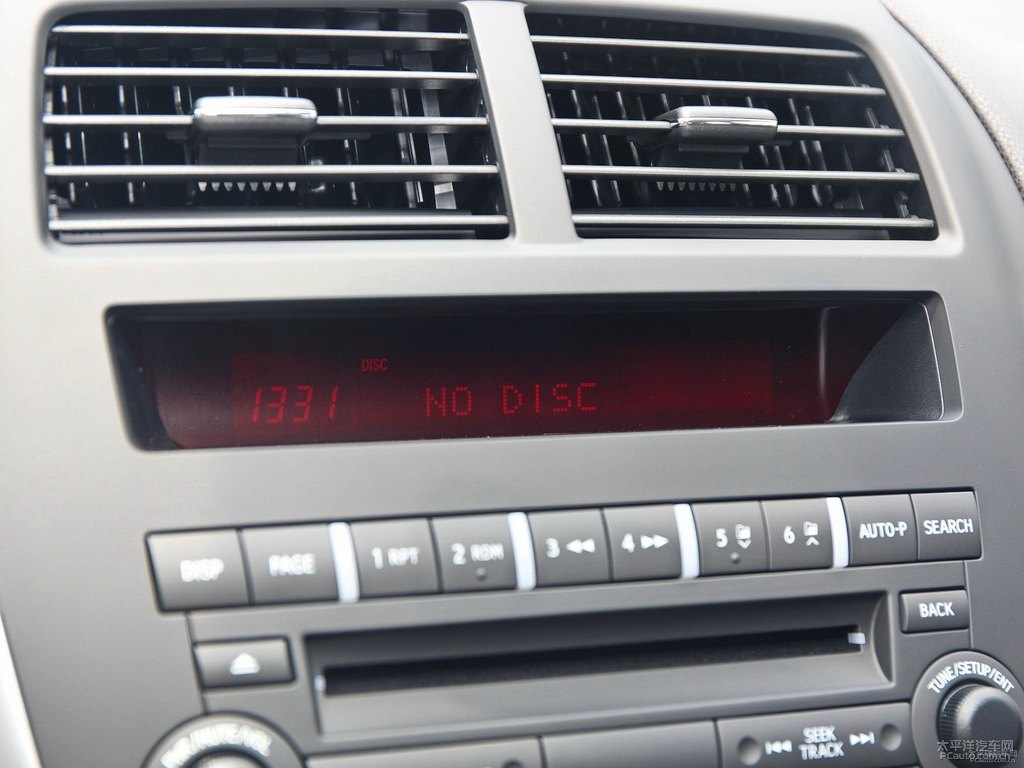 DISC
1331 NO DISC
DISP PAGE 1 RPT 2 RDM 3 4 5 6 AUTO-P SEARCH
BACK
TUNE/SETUP/ENT
SEEK
TRACK
太平洋汽车网
PCauto.com.cn